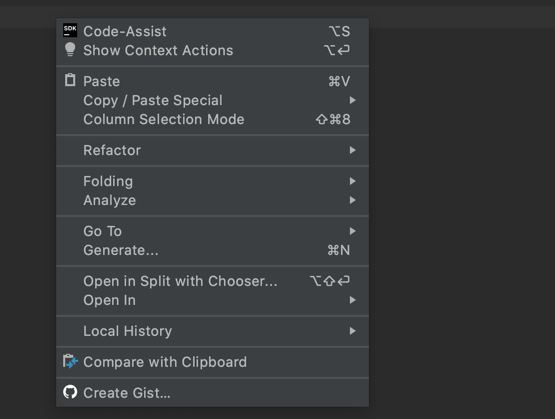 SDK Code-Assist ⌥S
Show Context Actions ⌥⏎
Paste ⌘V
Copy / Paste Special
Column Selection Mode ⇧⌘8
Refactor
Folding
Analyze
Go To
Generate... ⌘N
Open in Split with Chooser... ⌥⇧⏎
Open In
Local History
Compare with Clipboard
Create Gist...